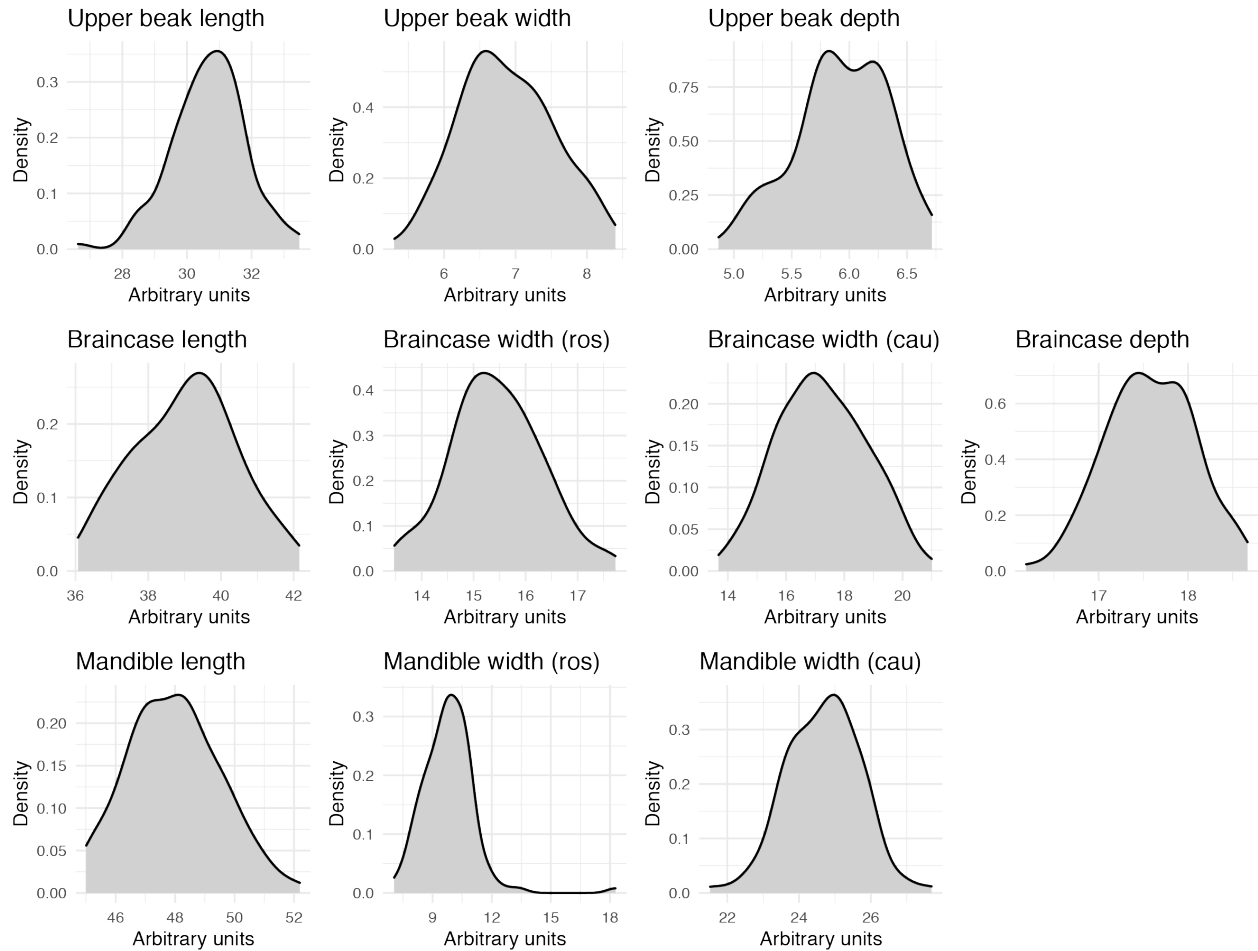 Upper beak length
Upper beak width
Upper beak depth
Density
0.3
0.2
0.1
0.0
28 30 32
Arbitrary units
Density
0.4
0.2
0.0
6 7 8
Arbitrary units
Density
0.75
0.50
0.25
0.00
5.0 5.5 6.0 6.5
Arbitrary units
Braincase length
Braincase width (ros)
Braincase width (cau)
Braincase depth
Density
0.2
0.1
0.0
36 38 40 42
Arbitrary units
Density
0.4
0.3
0.2
0.1
0.0
14 15 16 17
Arbitrary units
Density
0.20
0.15
0.10
0.05
0.00
14 16 18 20
Arbitrary units
Density
0.6
0.4
0.2
0.0
17 18
Arbitrary units
Mandible length
Mandible width (ros)
Mandible width (cau)
Density
0.20
0.15
0.10
0.05
0.00
46 48 50 52
Arbitrary units
Density
0.3
0.2
0.1
0.0
9 12 15 18
Arbitrary units
Density
0.3
0.2
0.1
0.0
22 24 26
Arbitrary units